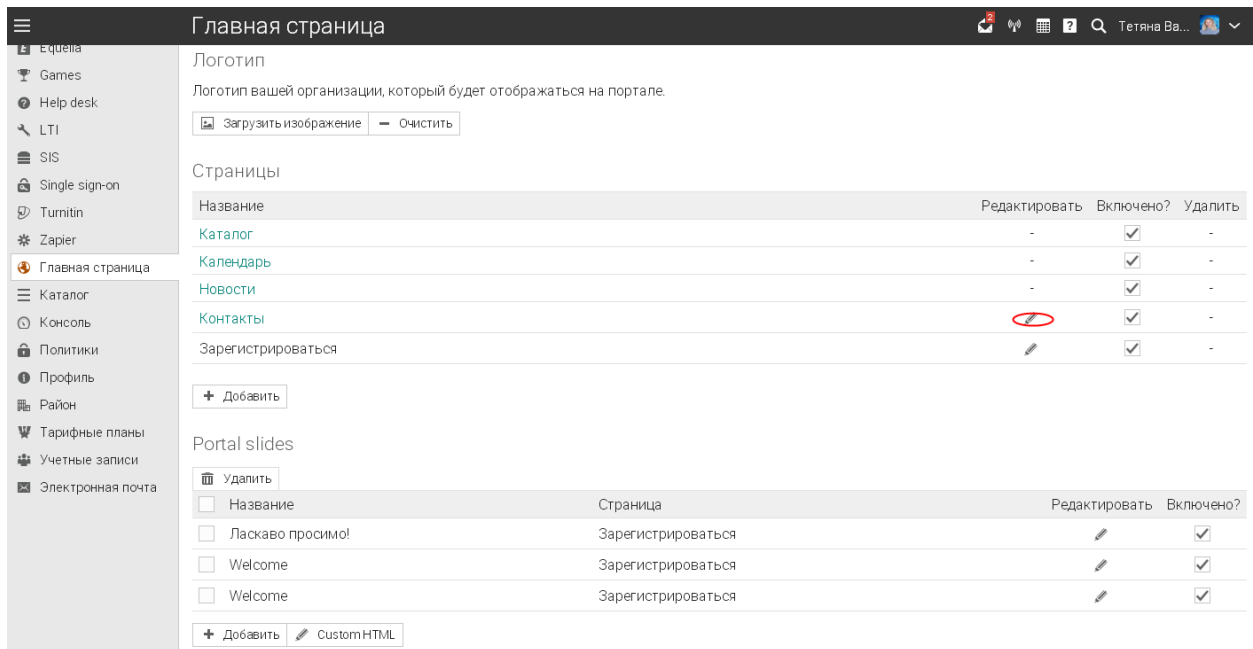 Главная страница
2
Тетяна Ва...
Equella
Games
Help desk
LTI
SIS
Single sign-on
Turnitin
Zapier
Главная страница
Каталог
Консоль
Политики
Профиль
Район
Тарифные планы
Учетные записи
Электронная почта
Логотип
Логотип вашей организации, который будет отображаться на портале.
Загрузить изображение
Очистить
Страницы
Название Редактировать Включено? Удалить
Каталог - -
Календарь - -
Новости - -
Контакты -
Зарегистрироваться -
Добавить
Portal slides
Удалить
Название Страница Редактировать Включено?
Ласкаво просимо! Зарегистрироваться
Welcome Зарегистрироваться
Welcome Зарегистрироваться
Добавить Custom HTML